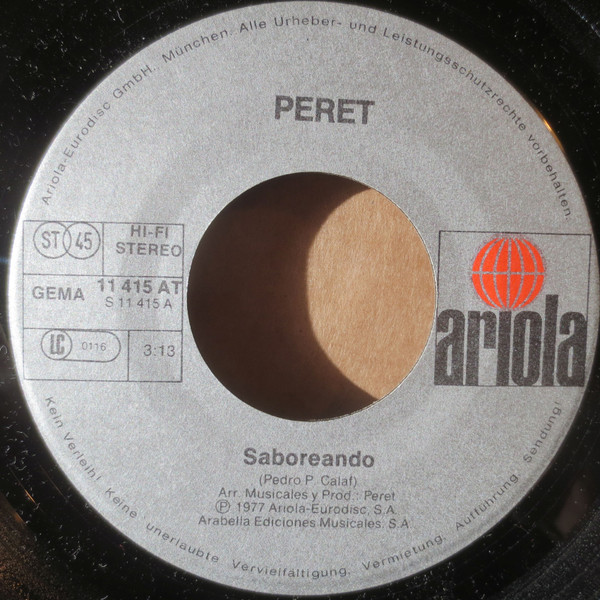 Ariola-Eurodisc GmbH. München. Alle Urheber- und Leistungsschutzrechte vorbehalten.
PERET
ST 45
HI-FI
STEREO
GEMA
11 415 AT
S 11 415 A
LC 0116
3:13
ariola
Saboreando
(Pedro P. Calaf)
Arr. Musicales y Prod.: Peret
Ⓟ 1977 Ariola-Eurodisc, S.A.
Arabella Ediciones Musicales, S.A.
Kein Verleih! Keine unerlaubte Vervielfältigung, Vermietung, Aufführung, Sendung!